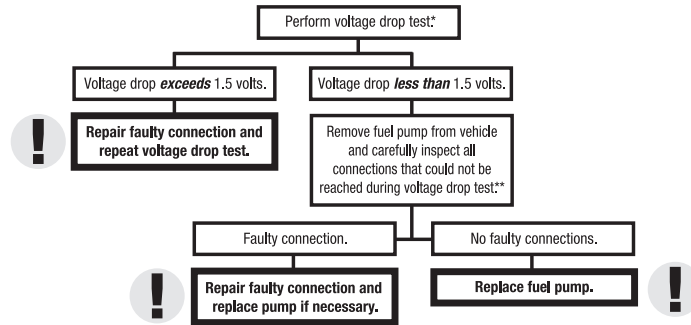 Perform voltage drop test.*
Voltage drop exceeds 1.5 volts.
Voltage drop less than 1.5 volts.
!
Repair faulty connection and
repeat voltage drop test.
Remove fuel pump from vehicle
and carefully inspect all
connections that could not be
reached during voltage drop test.**
Faulty connection.
No faulty connections.
!
Repair faulty connection and
replace pump if necessary.
Replace fuel pump.
!